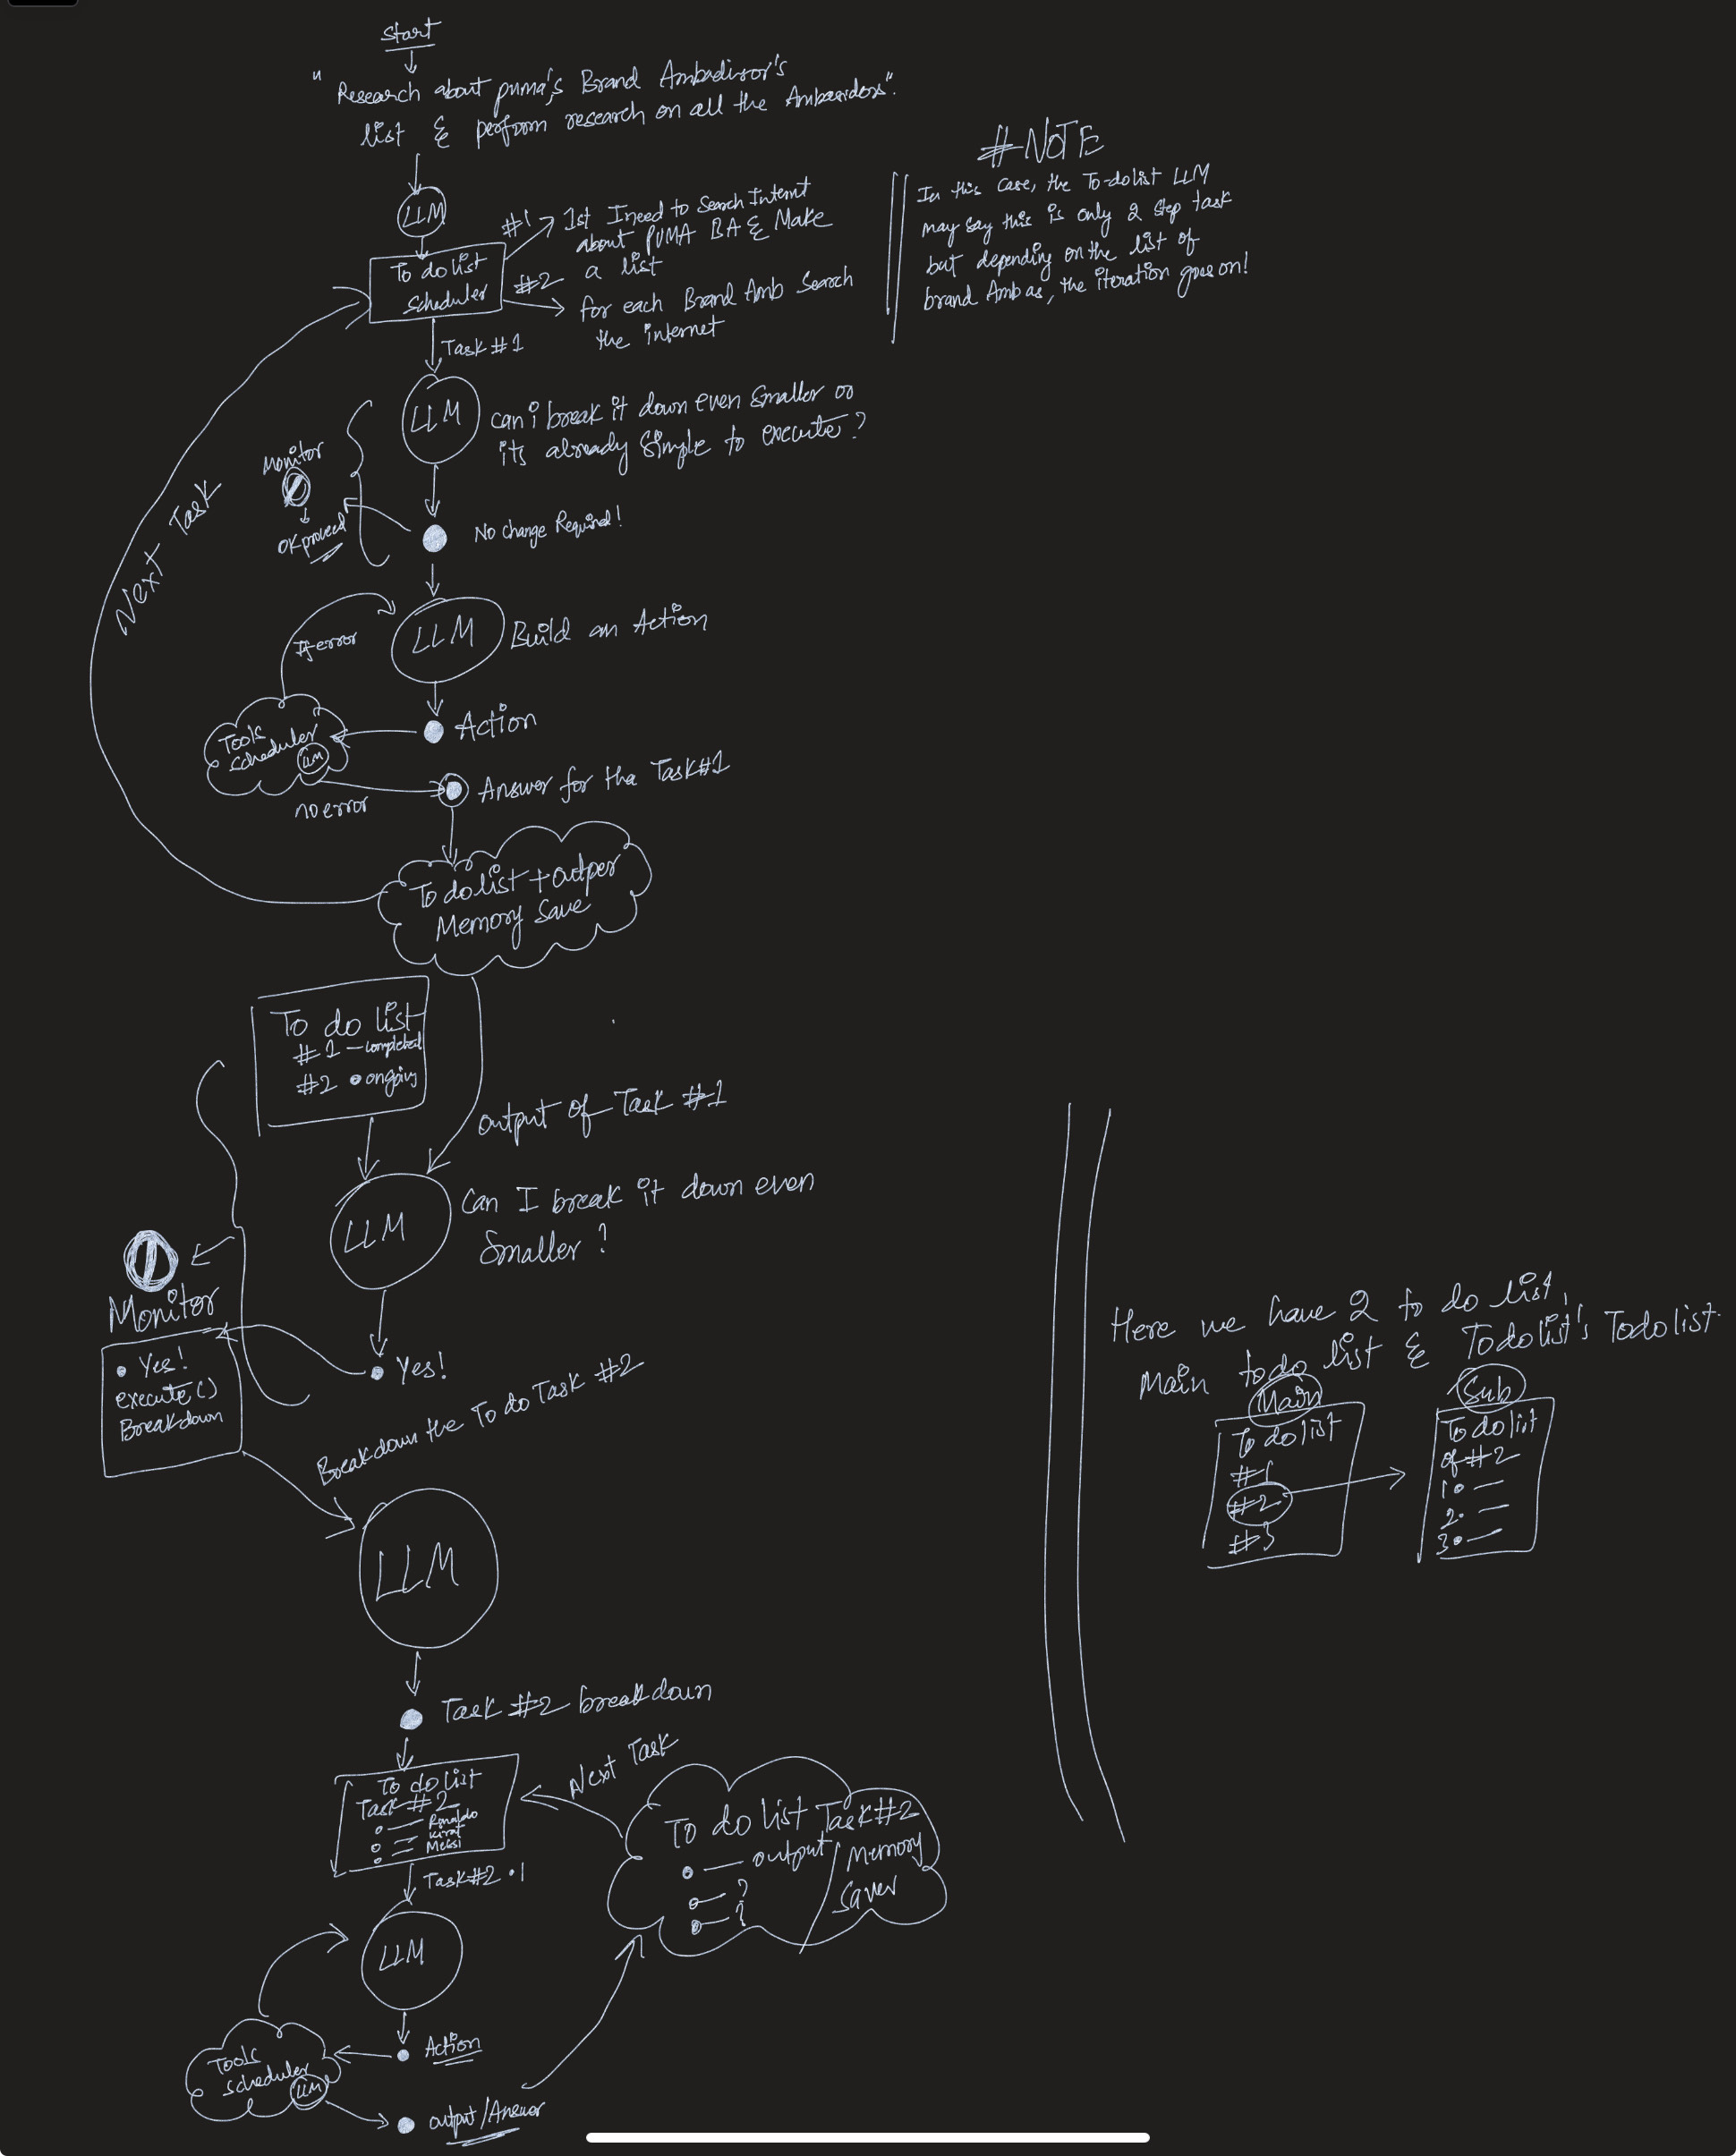 Start
"Research about puma's Brand Ambadisor's
list & perform research on all the Ambasidors".
#NOTE
In this case, the To-do list LLM
may say this is only 2 step task
but depending on the list of
brand Ambas, the iteration goes on!
LLM
To do list
scheduler
#1
1st I need to Search Internt
about PUMA BA & Make
a list
#2
for each Brand Amb Search
the internet
Task #1
LLM
can i break it down even smaller or
its already simple to execute?
Monitor
OK proceed
No change Required!
Next Task
LLM
Build an Action
If error
Action
Tools
scheduler
LLM
no error
Answer for tha Task#1
To do list +
Memory Save
To do list
#1 - completed
#2 ongoing
output of Task #1
LLM
Can I break it down even
smaller?
Monitor
Yes!
execute()
Breakdown
Yes!
Breakdown the To do Task #2
LLM
Task #2 breakdown
To do list
Task #2
Ronaldo
Messi
Next Task
To do list Task#2
output
Memory
Saver
?
?
Task#2.1
LLM
Action
Tools
scheduler
LLM
output/Answer
Here we have 2 to do list,
Main todo list & Todolist's Todo list.
Main
To do list
#1
#2
#3
Sub
To do list
of #2
1.
2.
3.